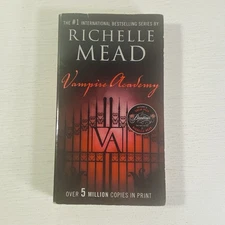 THE #1 INTERNATIONAL BESTSELLING SERIES BY
RICHELLE
MEAD
Vampire Academy
VA
OVER 5 MILLION COPIES IN PRINT